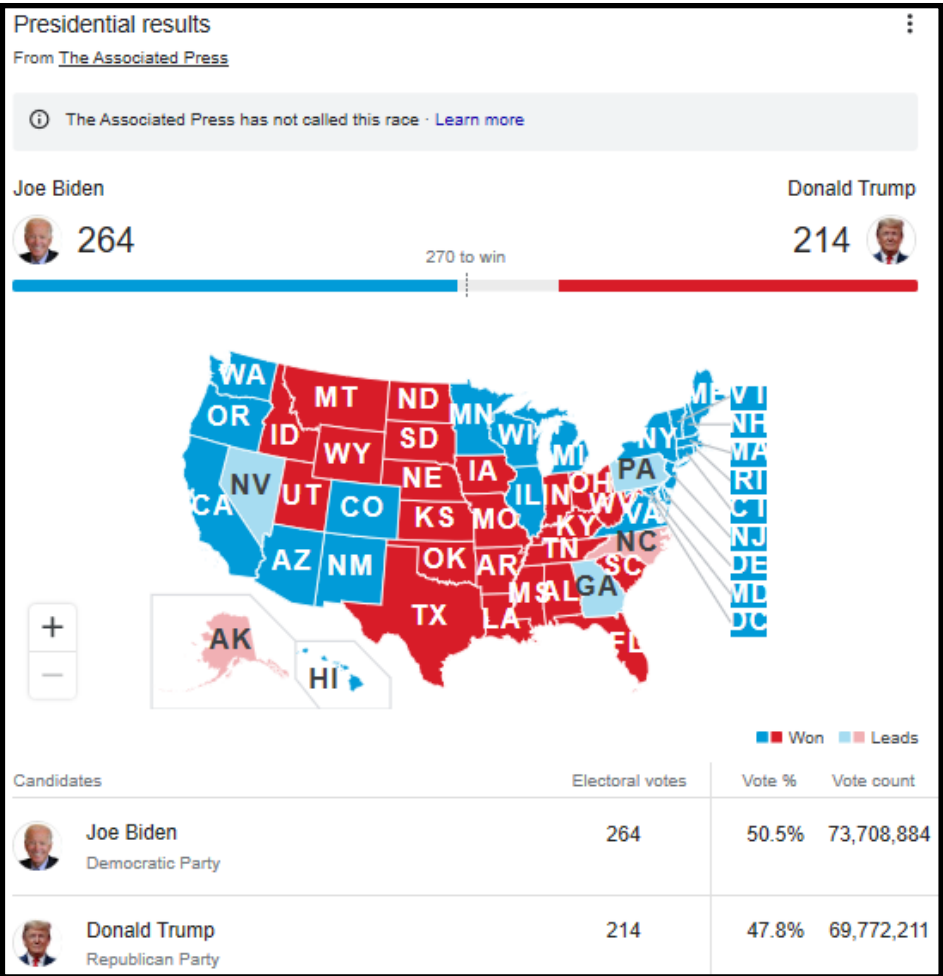 Presidential results
From The Associated Press
The Associated Press has not called this race · Learn more
Joe Biden
Donald Trump
264
270 to win
214
WA
MT
ND
MN
ME
VT
OR
ID
SD
WI
NH
WY
MI
NY
MA
NV
UT
NE
IA
PA
RI
CA
CO
IL
IN
OH
WV
VA
CT
KS
MO
KY
NJ
AZ
NM
OK
AR
TN
NC
SC
DE
MS
AL
GA
MD
TX
LA
FL
DC
AK
HI
+
−
Won Leads
Candidates Electoral votes Vote % Vote count
Joe Biden 264 50.5% 73,708,884
Democratic Party
Donald Trump 214 47.8% 69,772,211
Republican Party